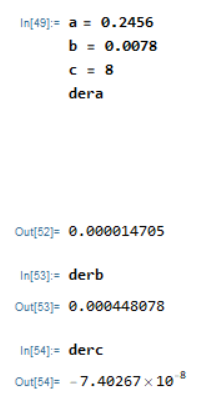 In[49]:= a = 0.2456
b = 0.0078
c = 8
dera
Out[52]= 0.000014705
In[53]:= derb
Out[53]= 0.000448078
In[54]:= derc
Out[54]= -7.40267 × 10^-8